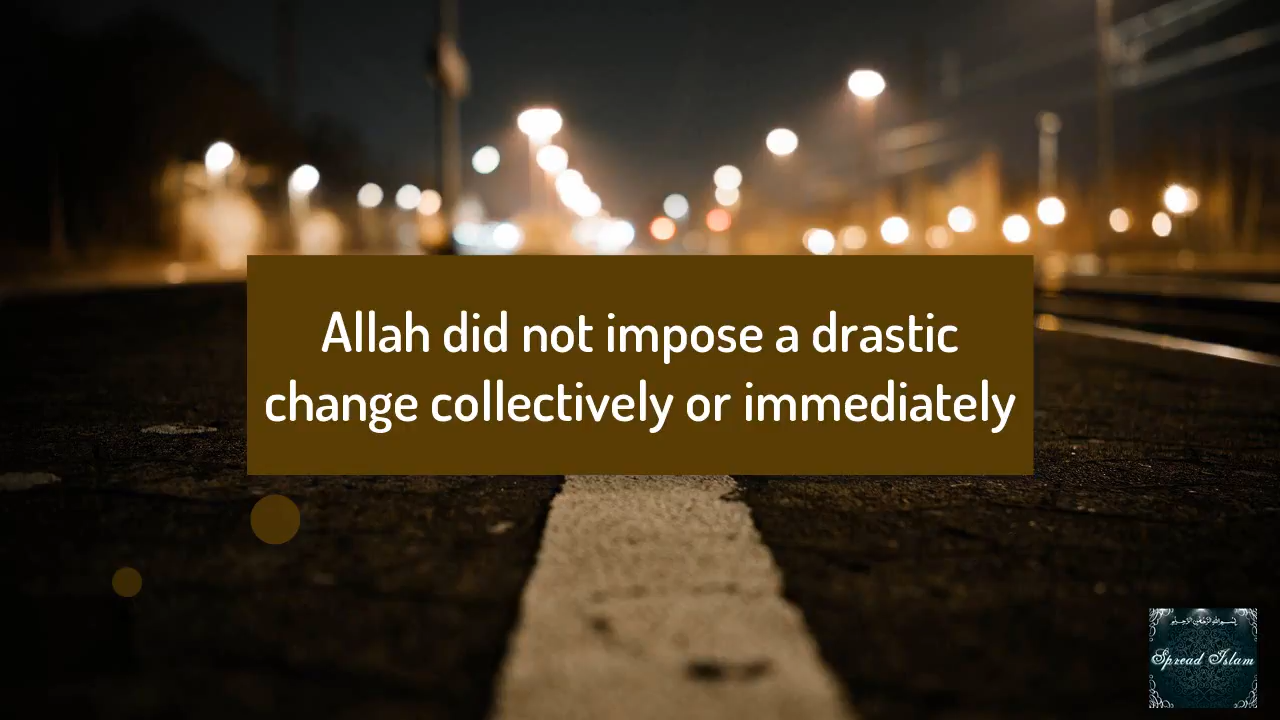 Allah did not impose a drastic
change collectively or immediately
Spread Islam